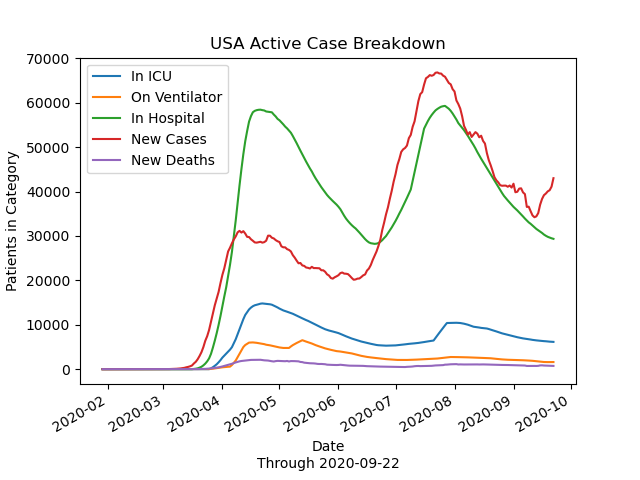 USA Active Case Breakdown
70000
60000
50000
40000
30000
20000
10000
0
Patients in Category
In ICU
On Ventilator
In Hospital
New Cases
New Deaths
2020-02
2020-03
2020-04
2020-05
2020-06
2020-07
2020-08
2020-09
2020-10
Date
Through 2020-09-22